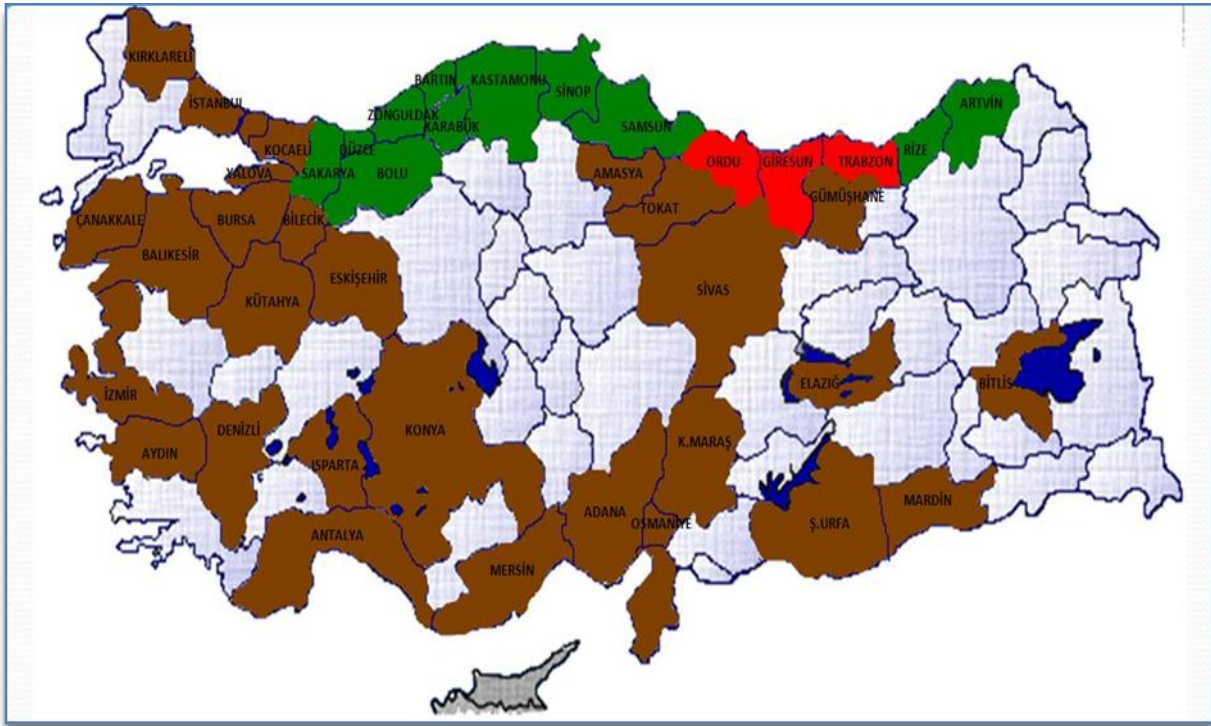 KIRKLARELİ
İSTANBUL
KOCAELİ
YALOVA
SAKARYA
DÜZCE
BOLU
ZONGULDAK
BARTIN
KARABÜK
KASTAMONU
SİNOP
SAMSUN
ORDU
GİRESUN
TRABZON
RİZE
ARTVİN
GÜMÜŞHANE
AMASYA
TOKAT
SİVAS
ÇANAKKALE
BALIKESİR
BURSA
BİLECİK
KÜTAHYA
ESKİŞEHİR
İZMİR
AYDIN
DENİZLİ
ISPARTA
KONYA
ANTALYA
MERSİN
ADANA
OSMANİYE
K.MARAŞ
ELAZIĞ
BİTLİS
Ş.URFA
MARDİN